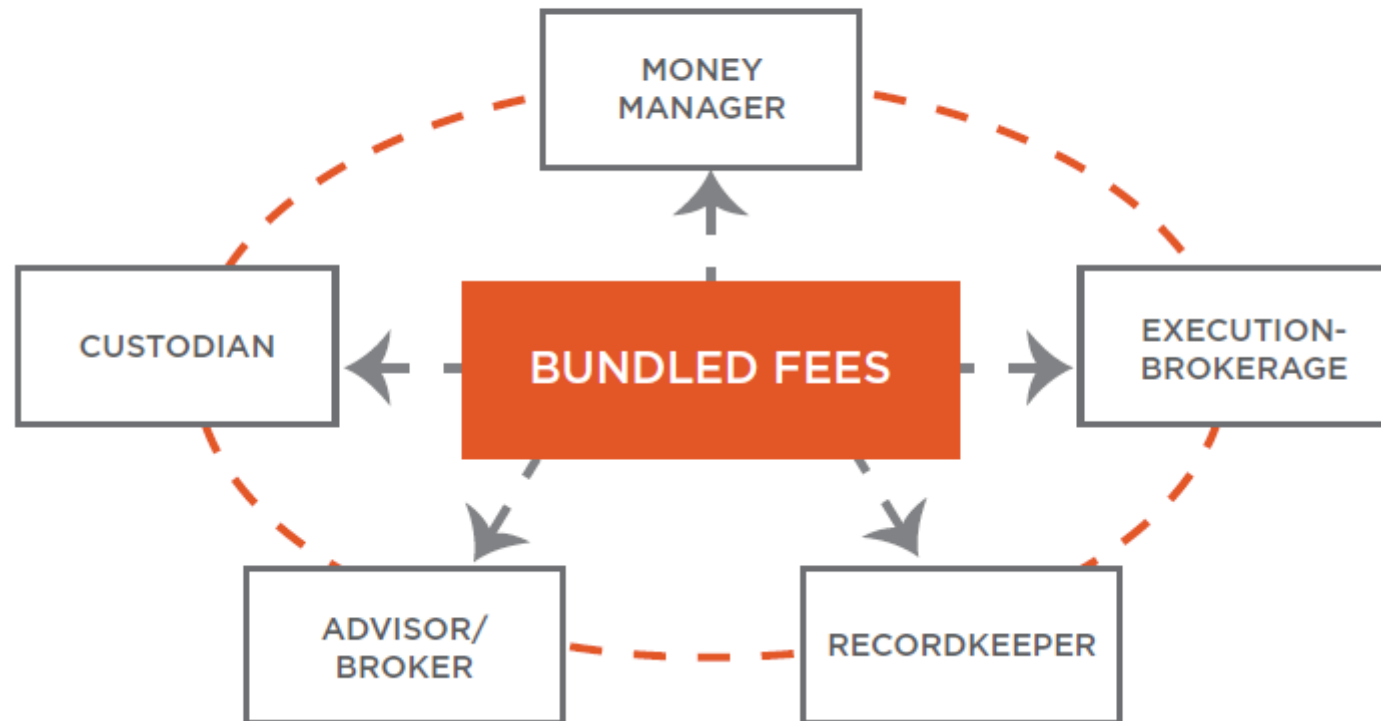 MONEY
MANAGER
CUSTODIAN
BUNDLED FEES
EXECUTION-
BROKERAGE
ADVISOR/
BROKER
RECORDKEEPER